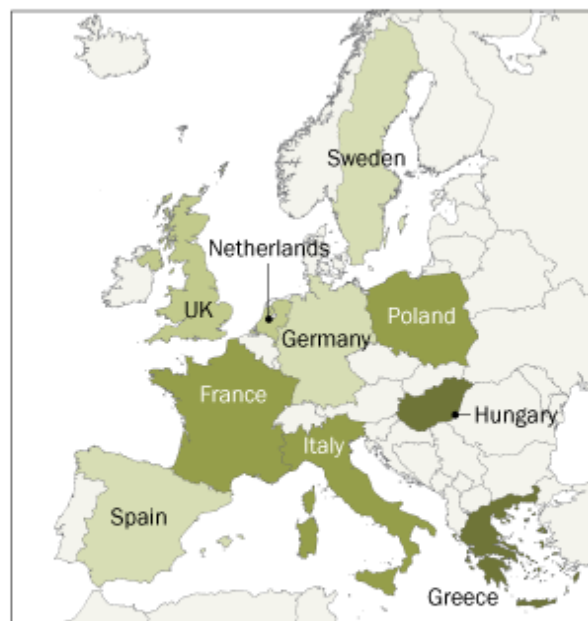 Sweden
Netherlands
UK
Germany
Poland
France
Hungary
Italy
Spain
Greece